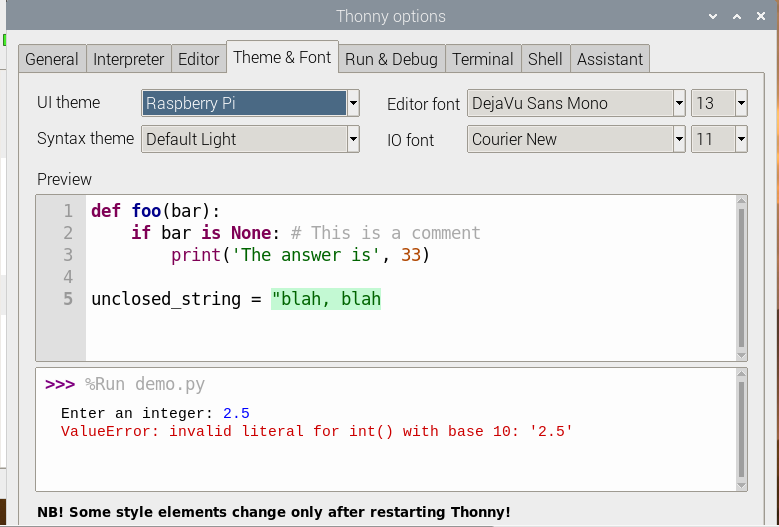 Thonny options
General Interpreter Editor Theme & Font Run & Debug Terminal Shell Assistant
UI theme Raspberry Pi Editor font DejaVu Sans Mono 13
Syntax theme Default Light IO font Courier New 11
Preview
1 def foo(bar):
2     if bar is None: # This is a comment
3         print('The answer is', 33)
4
5 unclosed_string = "blah, blah
>>> %Run demo.py
Enter an integer: 2.5
ValueError: invalid literal for int() with base 10: '2.5'
NB! Some style elements change only after restarting Thonny!